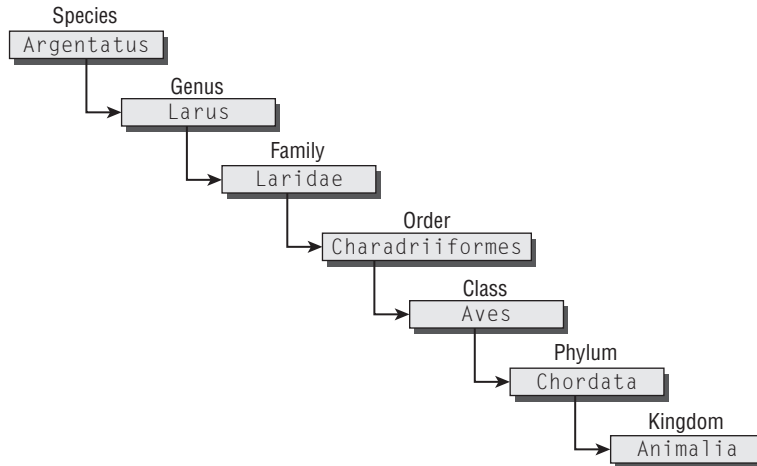 Species
Argentatus
Genus
Larus
Family
Laridae
Order
Charadriiformes
Class
Aves
Phylum
Chordata
Kingdom
Animalia